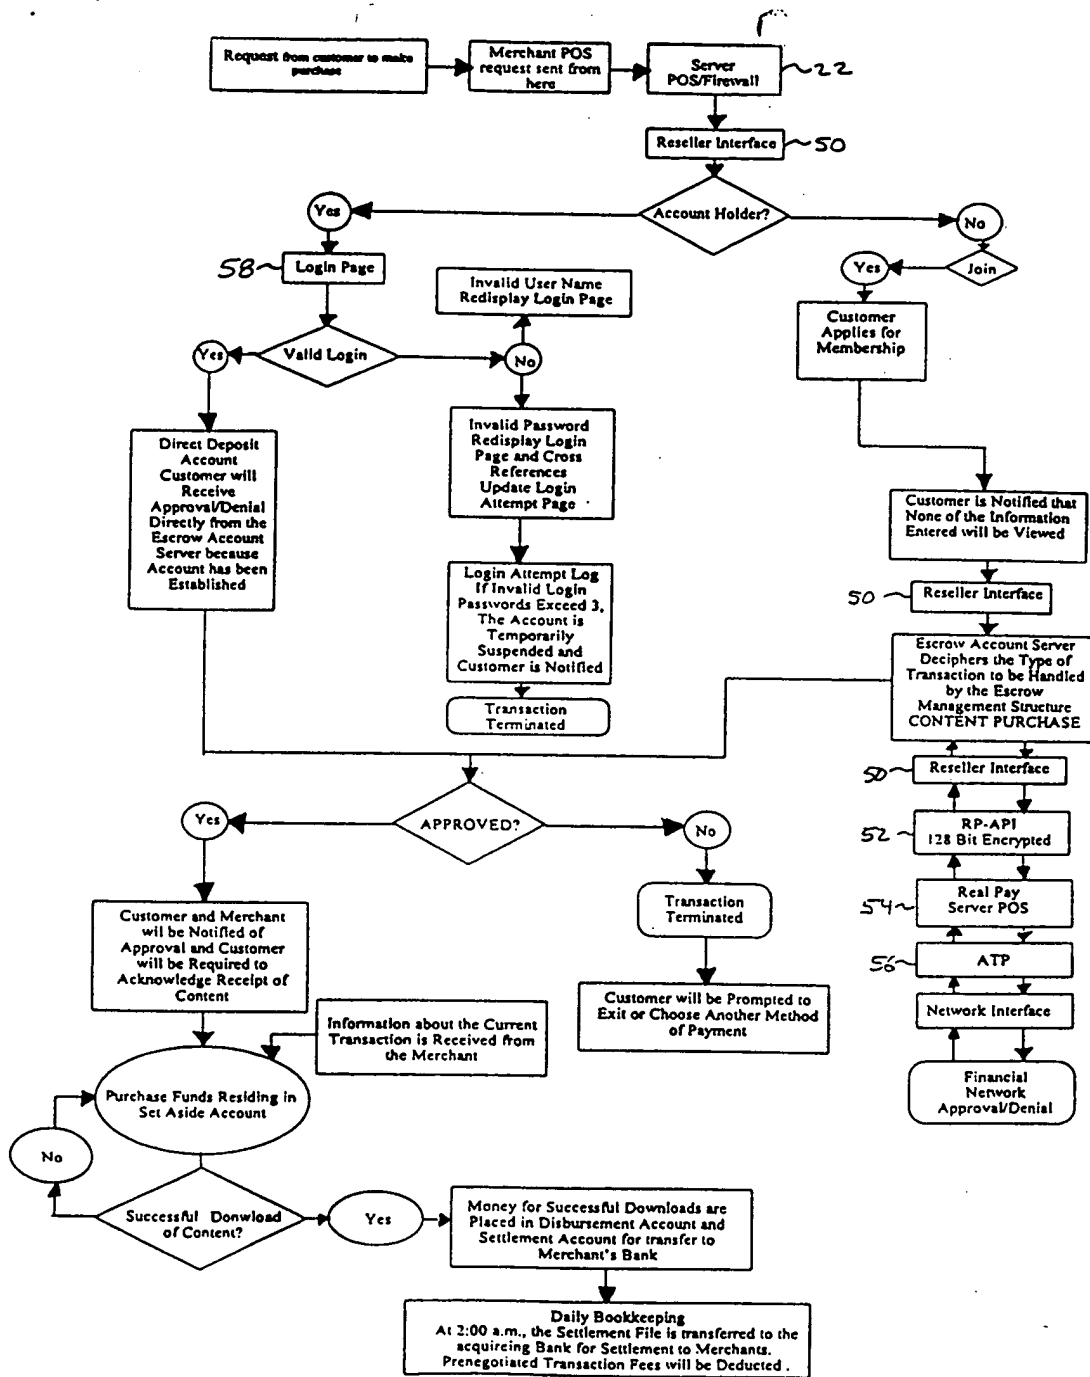 Request from customer to make
purchase
Merchant POS
request sent from
here
Server
POS/Firewall
22
Reseller Interface
50
Account Holder?
Yes
No
58
Login Page
Join
Yes
Invalid User Name
Redisplay Login Page
Customer
Applies for
Membership
Valid Login
Yes
No
Direct Deposit
Account
Customer will
Receive
Approval/Denial
Directly from the
Escrow Account
Server because
Account has been
Established
Invalid Password
Redisplay Login
Page and Cross
References
Update Login
Attempt Page
Customer is Notified that
None of the Information
Entered will be Viewed
Login Attempt Log
If Invalid Login
Passwords Exceed 3,
The Account is
Temporarily
Suspended and
Customer is Notified
50
Reseller Interface
Escrow Account Server
Deciphers the Type of
Transaction to be Handled
by the Escrow
Management Structure
CONTENT PURCHASE
Transaction
Terminated
50
Reseller Interface
APPROVED?
Yes
No
52
RP-API
128 Bit Encrypted
Transaction
Terminated
54
Real Pay
Server POS
Customer and Merchant
will be Notified of
Approval and Customer
will be Required to
Acknowledge Receipt of
Content
56
ATP
Customer will be Prompted to
Exit or Choose Another Method
of Payment
Network Interface
Information about the Current
Transaction is Received from
the Merchant
Financial
Network
Approval/Denial
Purchase Funds Residing in
Set Aside Account
No
Successful Donwload
of Content?
Yes
Money for Successful Downloads are
Placed in Disbursement Account and
Settlement Account for transfer to
Merchant's Bank
Daily Bookkeeping
At 2:00 a.m., the Settlement File is transferred to the
acquireing Bank for Settlement to Merchants.
Prenegotiated Transaction Fees will be Deducted .